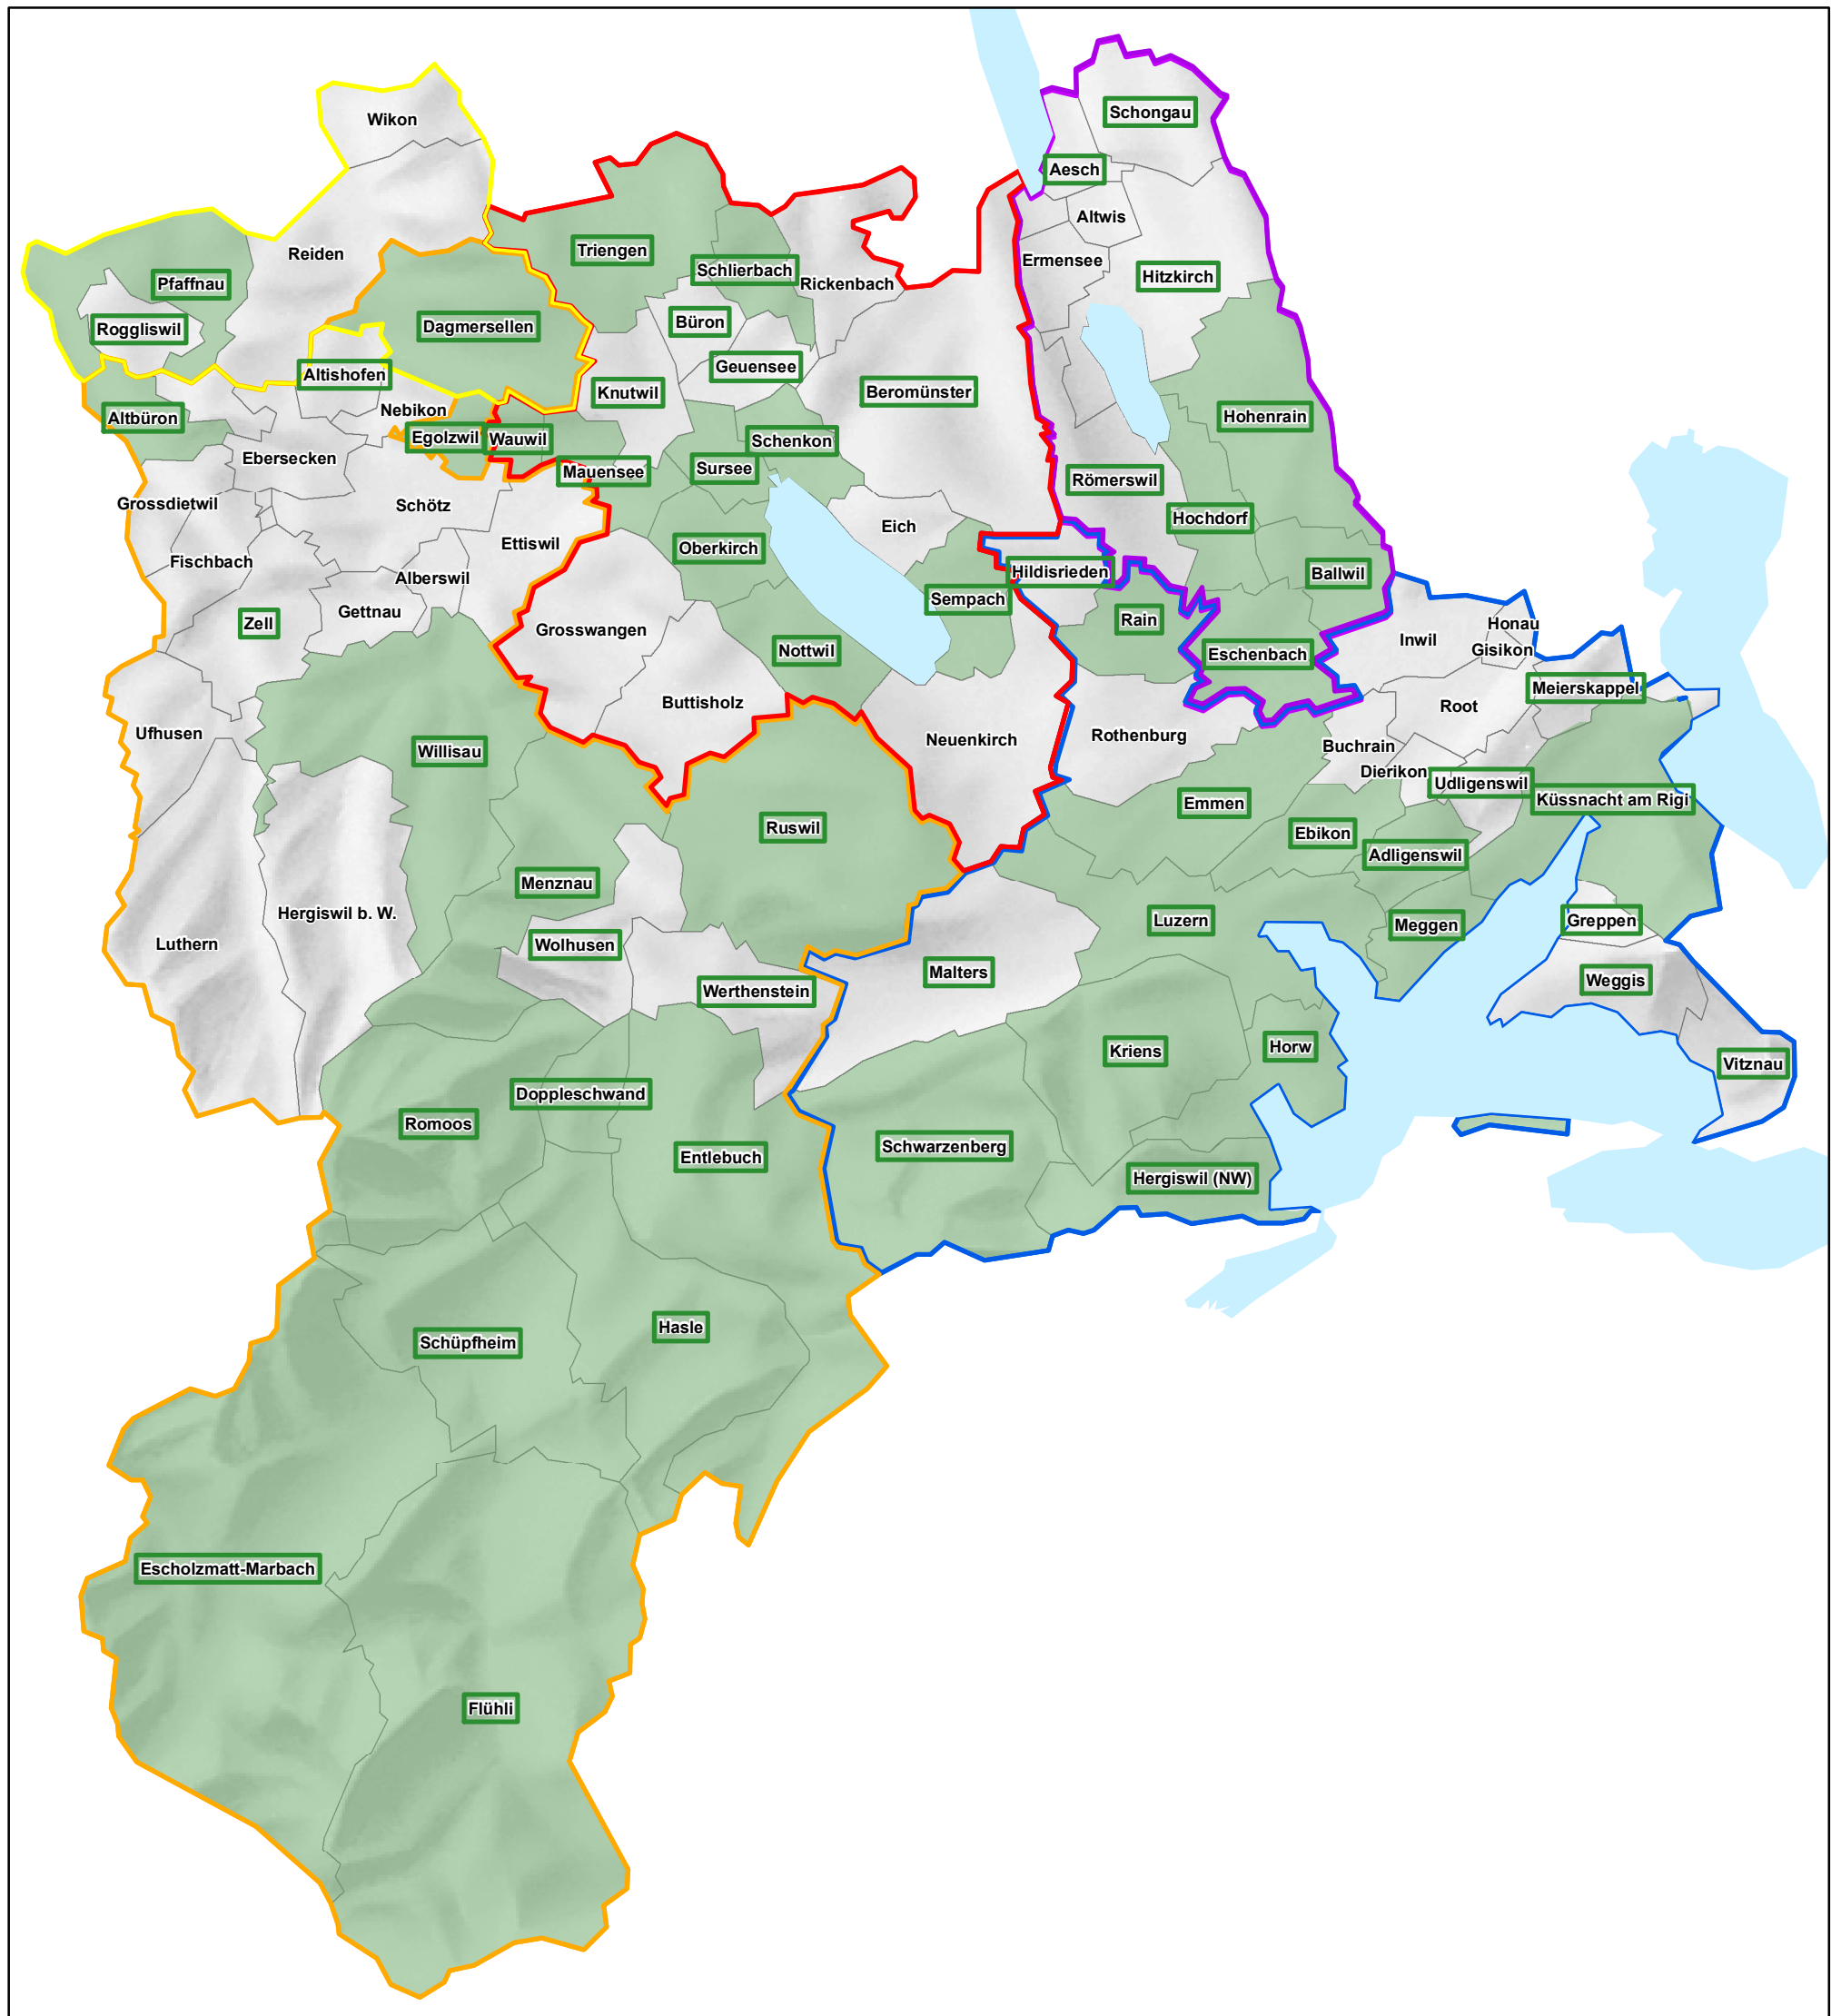 Wikon
Schongau
Aesch
Altwis
Reiden
Triengen
Ermensee
Schlierbach
Hitzkirch
Pfaffnau
Rickenbach
Büron
Roggliswil
Dagmersellen
Geuensee
Altishofen
Knutwil
Beromünster
Nebikon
Altbüron
Hohenrain
Egolzwil
Wauwil
Schenkon
Ebersecken
Sursee
Mauensee
Römerswil
Grossdietwil
Schötz
Hochdorf
Eich
Ettiswil
Oberkirch
Fischbach
Hildisrieden
Ballwil
Alberswil
Sempach
Gettnau
Zell
Rain
Honau
Grosswangen
Inwil
Nottwil
Gisikon
Eschenbach
Meierskappel
Buttisholz
Root
Ufhusen
Rothenburg
Neuenkirch
Buchrain
Willisau
Dierikon
Udligenswil
Küssnacht am Rigi
Emmen
Ruswil
Ebikon
Adligenswil
Menznau
Hergiswil b. W.
Luzern
Greppen
Meggen
Luthern
Wolhusen
Malters
Weggis
Werthenstein
Horw
Kriens
Vitznau
Doppleschwand
Romoos
Schwarzenberg
Entlebuch
Hergiswil (NW)
Hasle
Schüpfheim
Escholzmatt-Marbach
Flühli